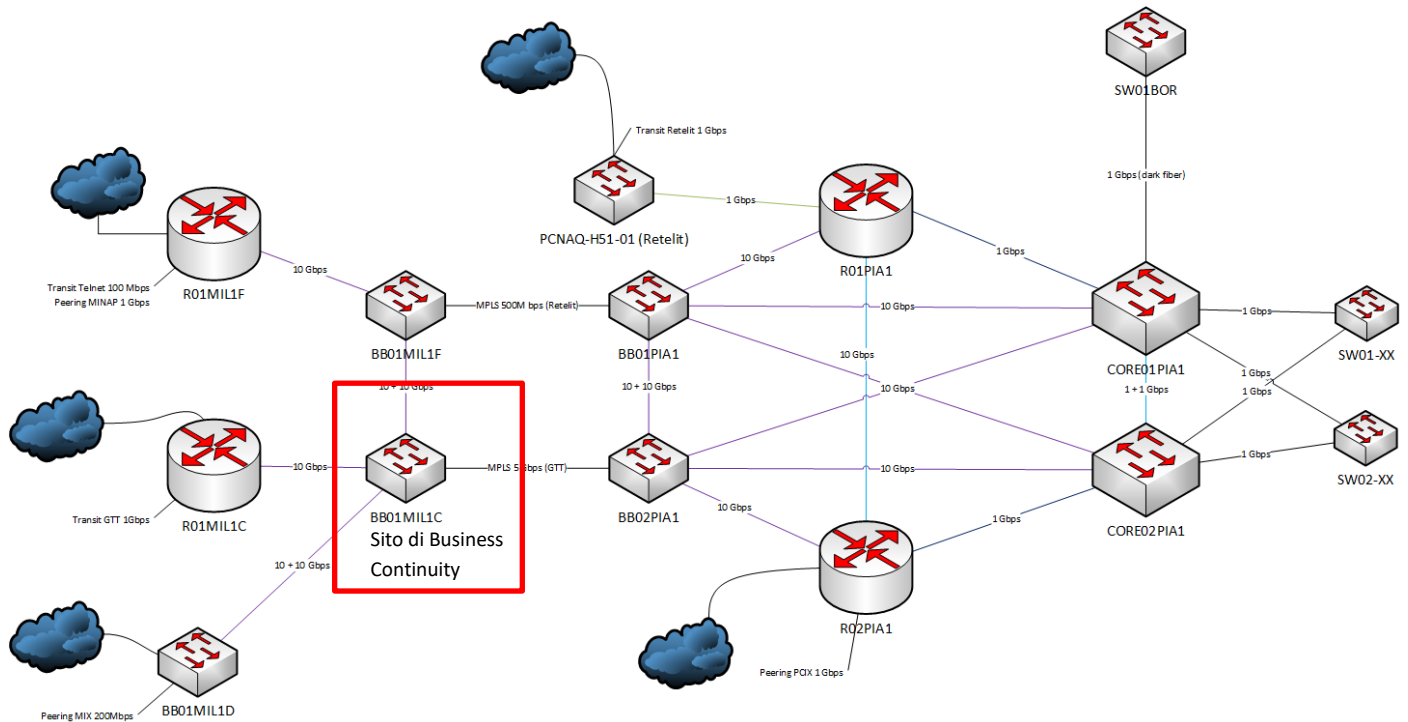 SW01BOR
Transit Retelit 1 Gbps
1 Gbps (dark fiber)
1 Gbps
PCNAQ-H51-01 (Retelit)
R01PIA1
1 Gbps
10 Gbps
Transit Telnet 100 Mbps
Peering MINAP 1 Gbps
R01MIL1F
10 Gbps
MPLS 500M bps (Retelit)
BB01MIL1F
BB01PIA1
10 Gbps
1 Gbps
CORE01PIA1
SW01-XX
10 Gbps
10 Gbps
10 Gbps
1 Gbps
1 Gbps
10 + 10 Gbps
10 + 10 Gbps
1 + 1 Gbps
10 Gbps
MPLS 5 Gbps (GTT)
10 Gbps
1 Gbps
SW02-XX
Transit GTT 1Gbps
R01MIL1C
BB01MIL1C
BB02PIA1
10 Gbps
1 Gbps
CORE02PIA1
Sito di Business
Continuity
10 + 10 Gbps
R02PIA1
Peering PCIX 1 Gbps
Peering MIX 200Mbps
BB01MIL1D